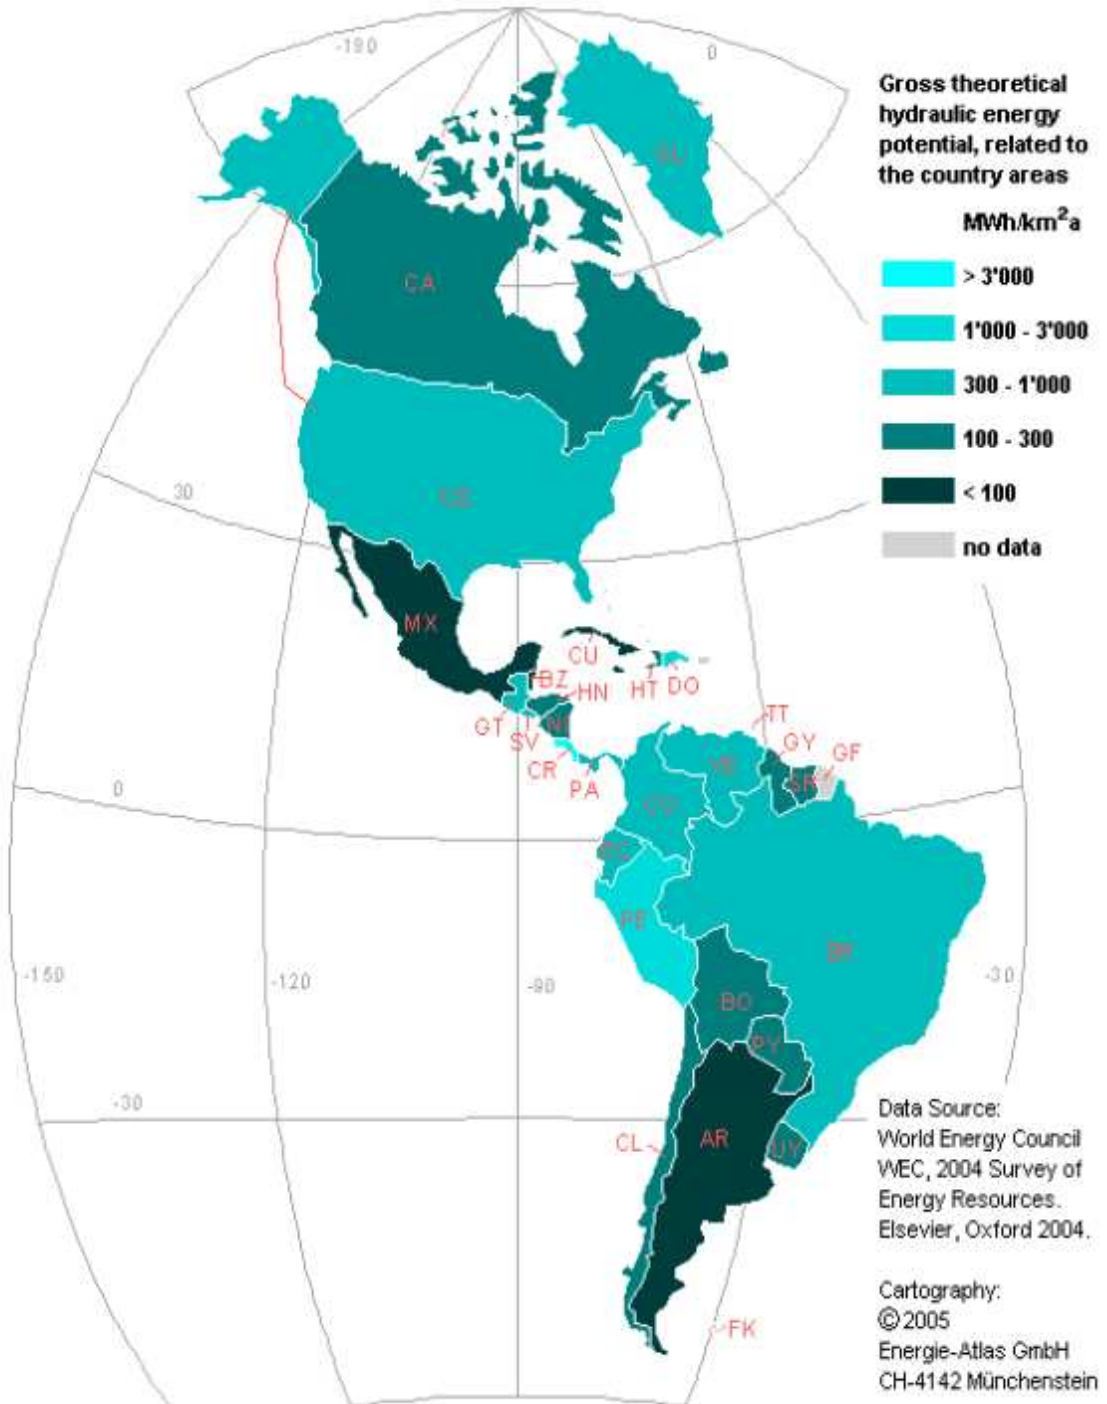 -190
0
Gross theoretical
hydraulic energy
potential, related to
the country areas
MWh/km²a
> 3'000
1'000 - 3'000
300 - 1'000
100 - 300
< 100
no data
GL
CA
30
US
MX
CU
BZ
HN
HT
DO
GT
SV
NI
CR
PA
TT
GY
GF
VE
SR
CO
0
EC
PE
BR
-150
-120
-90
-30
BO
PY
-30
CL
AR
UY
FK
Data Source:
World Energy Council
WEC, 2004 Survey of
Energy Resources.
Elsevier, Oxford 2004.
Cartography:
©2005
Energie-Atlas GmbH
CH-4142 Münchenstein